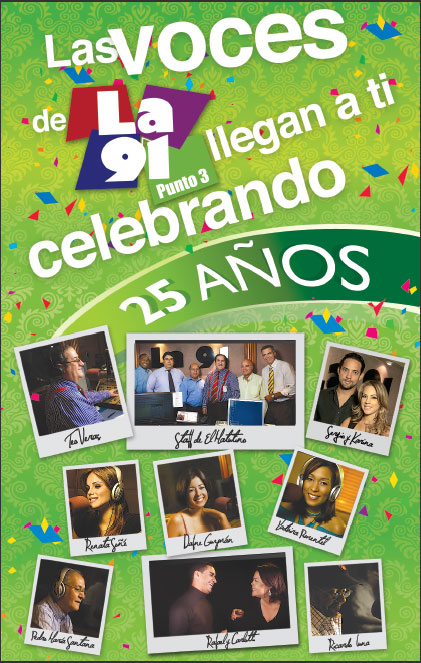 Las VOCES
de La
91
Punto 3
llegan a ti
celebrando
25 AÑOS
Teo Veras
Staff de El Matutino
Sergio y Karina
Renata Soñé
Dafne Guzmán
Victoria Pimentel
Pedro María Santana
Rafael y Canlitt
Ricardo Luna